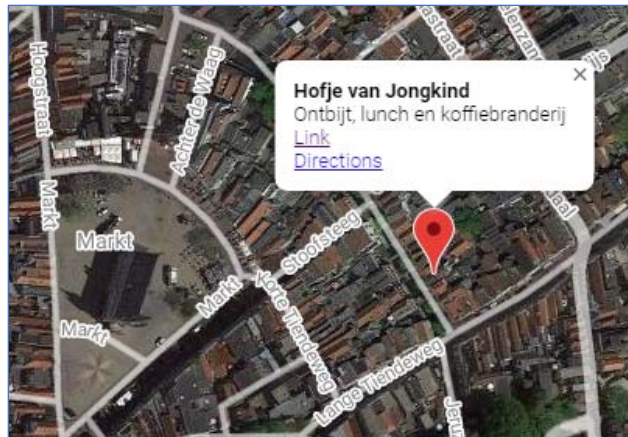 Hoogstraat
Achter de Waag
Hofje van Jongkind
Ontbijt, lunch en koffiebranderij
Link
Directions
Markt
Markt
Markt
Markt
Stoofsteeg
Korte Tiendeweg
Lange Tiendeweg
Jeru